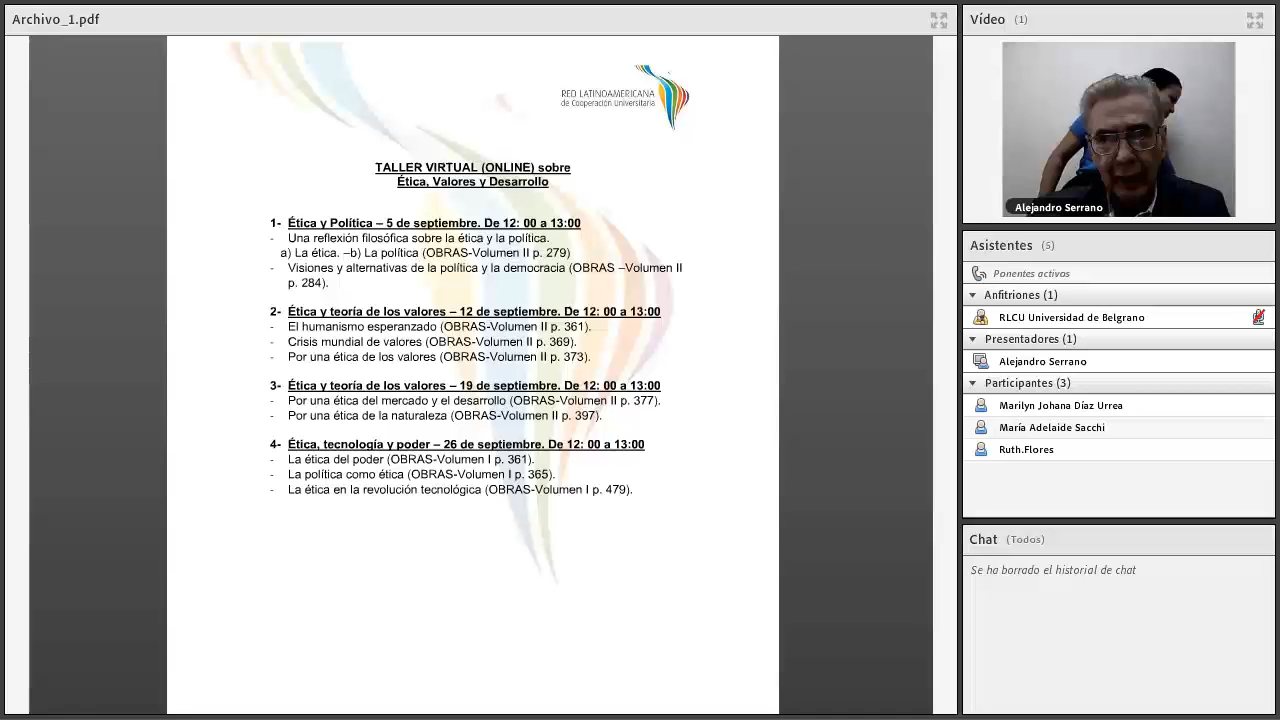 Archivo_1.pdf
RED LATINOAMERICANA
de Cooperación Universitaria
TALLER VIRTUAL (ONLINE) sobre
Ética, Valores y Desarrollo
1- Ética y Política – 5 de septiembre. De 12: 00 a 13:00
- Una reflexión filosófica sobre la ética y la política.
a) La ética. –b) La política (OBRAS-Volumen II p. 279)
- Visiones y alternativas de la política y la democracia (OBRAS –Volumen II
p. 284).
2- Ética y teoría de los valores – 12 de septiembre. De 12: 00 a 13:00
- El humanismo esperanzado (OBRAS-Volumen II p. 361).
- Crisis mundial de valores (OBRAS-Volumen II p. 369).
- Por una ética de los valores (OBRAS-Volumen II p. 373).
3- Ética y teoría de los valores – 19 de septiembre. De 12: 00 a 13:00
- Por una ética del mercado y el desarrollo (OBRAS-Volumen II p. 377).
- Por una ética de la naturaleza (OBRAS-Volumen II p. 397).
4- Ética, tecnología y poder – 26 de septiembre. De 12: 00 a 13:00
- La ética del poder (OBRAS-Volumen I p. 361).
- La política como ética (OBRAS-Volumen I p. 365).
- La ética en la revolución tecnológica (OBRAS-Volumen I p. 479).
Vídeo (1)
Alejandro Serrano
Asistentes (5)
Ponentes activos
Anfitriones (1)
RLCU Universidad de Belgrano
Presentadores (1)
Alejandro Serrano
Participantes (3)
Marilyn Johana Díaz Urrea
María Adelaide Sacchi
Ruth.Flores
Chat (Todos)
Se ha borrado el historial de chat